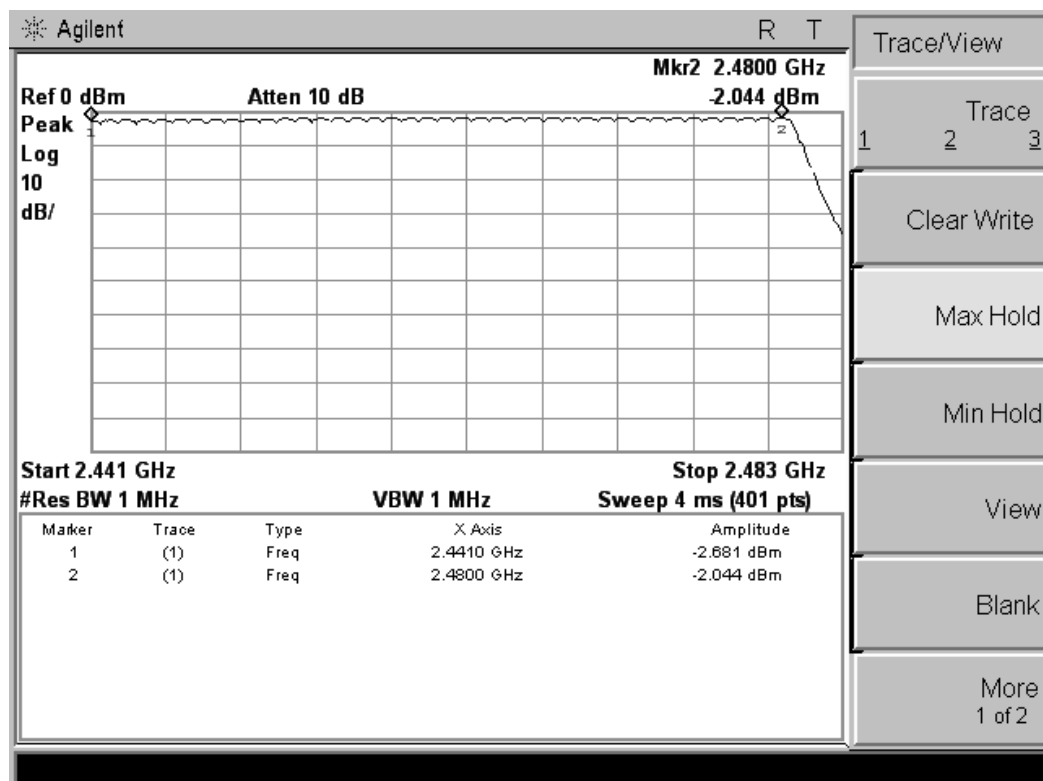 Agilent R T
Trace/View
Mkr2 2.4800 GHz
Ref 0 dBm Atten 10 dB -2.044 dBm
Peak
Log
10
dB/
1
2
Trace
1 2 3
Clear Write
Max Hold
Min Hold
View
Blank
More
1 of 2
Start 2.441 GHz Stop 2.483 GHz
#Res BW 1 MHz VBW 1 MHz Sweep 4 ms (401 pts)
Marker Trace Type X Axis Amplitude
1 (1) Freq 2.4410 GHz -2.681 dBm
2 (1) Freq 2.4800 GHz -2.044 dBm